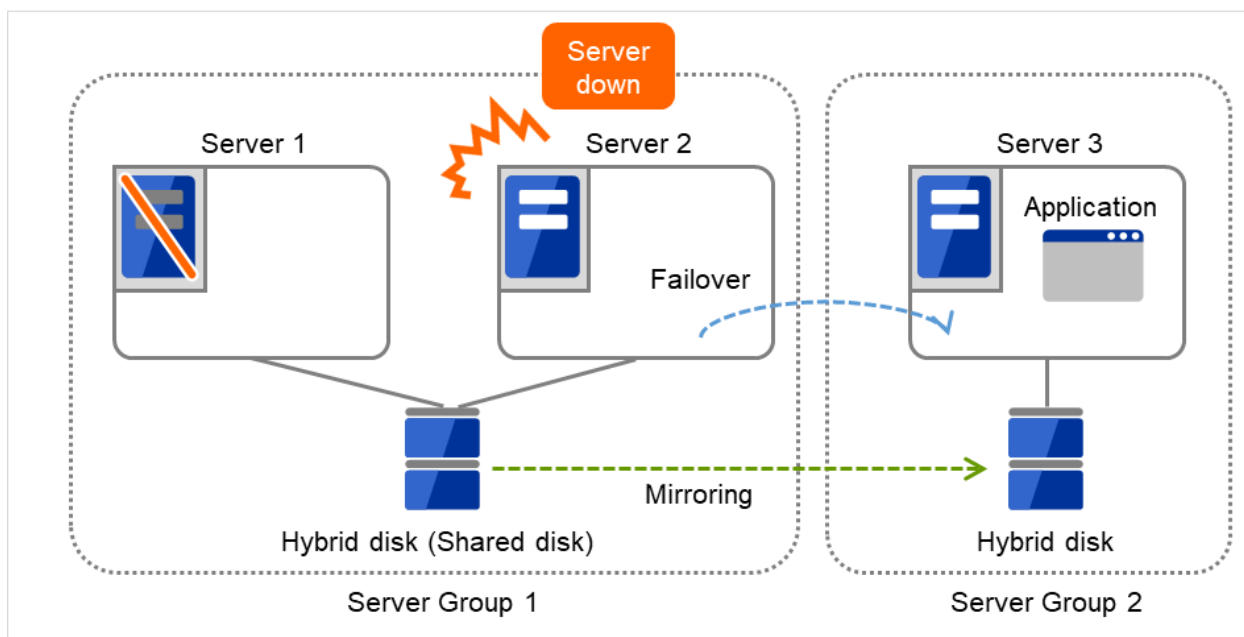 Server
down
Server 1
Server 2
Server 3
Application
Failover
Mirroring
Hybrid disk (Shared disk)
Hybrid disk
Server Group 1
Server Group 2